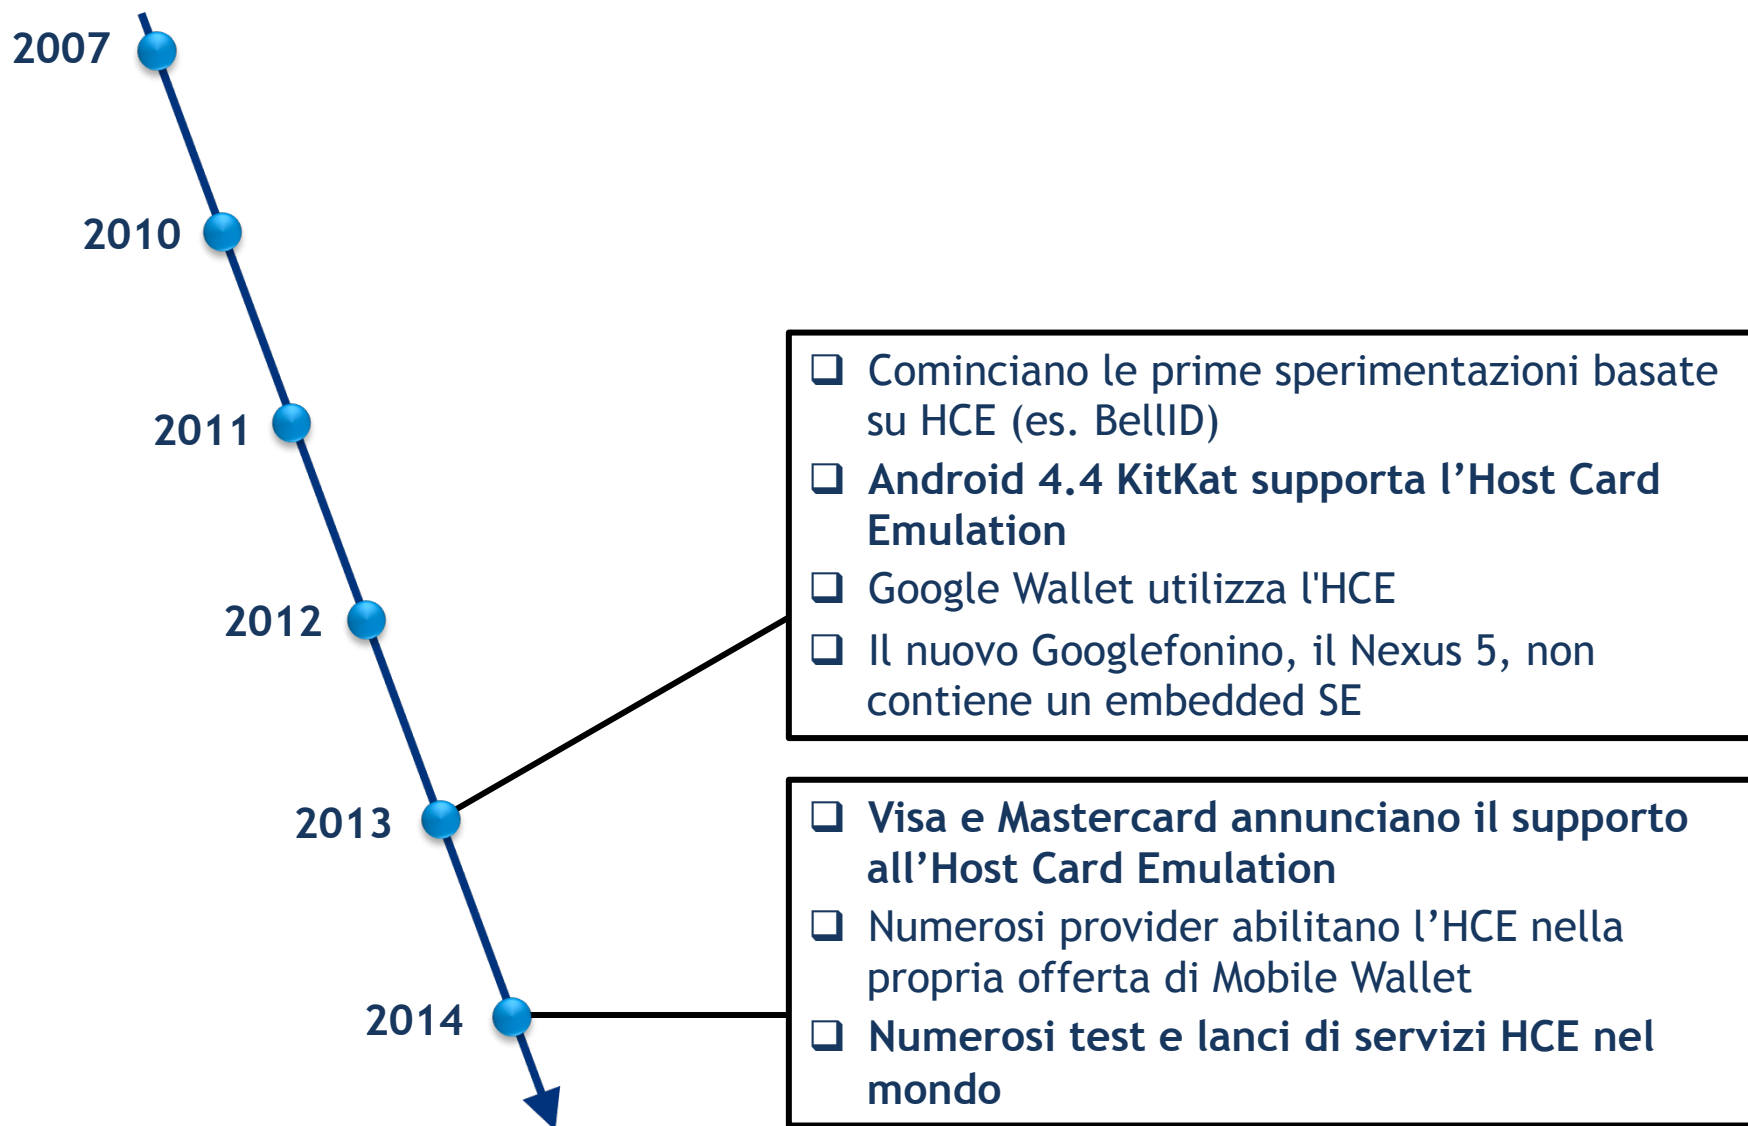 2007
2010
2011
2012
2013
2014
❑ Cominciano le prime sperimentazioni basate
su HCE (es. BellID)
❑ Android 4.4 KitKat supporta l’Host Card
Emulation
❑ Google Wallet utilizza l'HCE
❑ Il nuovo Googlefonino, il Nexus 5, non
contiene un embedded SE
❑ Visa e Mastercard annunciano il supporto
all’Host Card Emulation
❑ Numerosi provider abilitano l’HCE nella
propria offerta di Mobile Wallet
❑ Numerosi test e lanci di servizi HCE nel
mondo